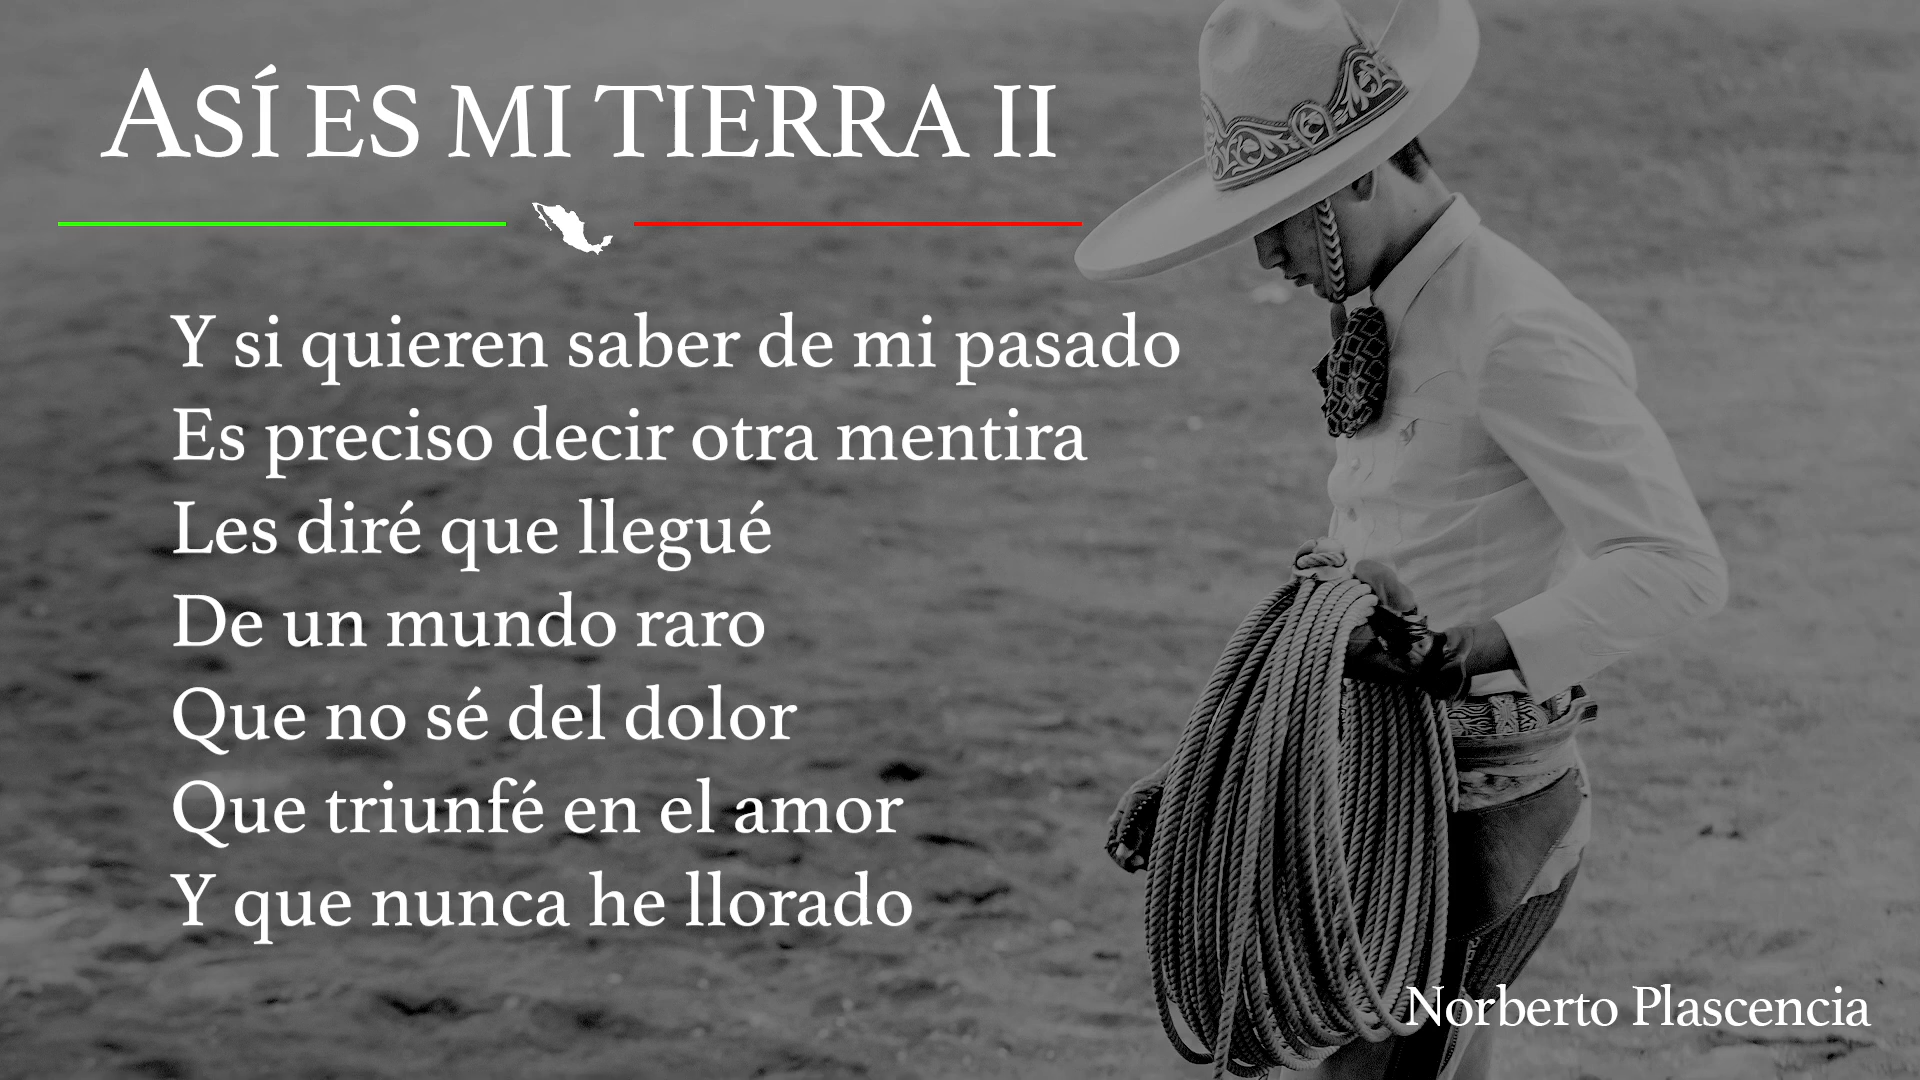 ASÍ ES MI TIERRA II
Y si quieren saber de mi pasado
Es preciso decir otra mentira
Les diré que llegué
De un mundo raro
Que no sé del dolor
Que triunfé en el amor
Y que nunca he llorado
Norberto Plascencia